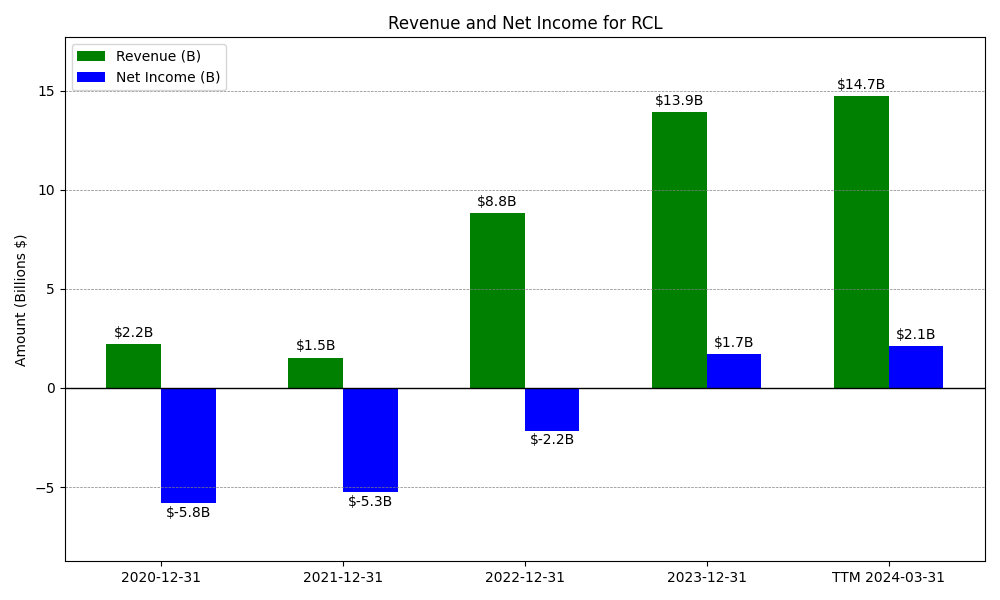 Revenue and Net Income for RCL
Revenue (B)
Net Income (B)
Amount (Billions $)
15
10
5
0
−5
$2.2B
$-5.8B
$1.5B
$-5.3B
$8.8B
$-2.2B
$13.9B
$1.7B
$14.7B
$2.1B
2020-12-31
2021-12-31
2022-12-31
2023-12-31
TTM 2024-03-31